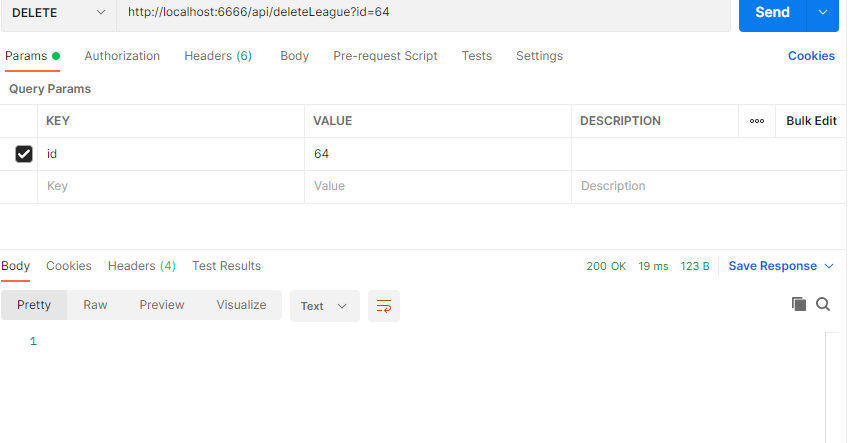 DELETE http://localhost:6666/api/deleteLeague?id=64 Send
Params Authorization Headers (6) Body Pre-request Script Tests Settings Cookies
Query Params
KEY VALUE DESCRIPTION ooo Bulk Edit
id 64
Key Value Description
Body Cookies Headers (4) Test Results 200 OK 19 ms 123 B Save Response
Pretty Raw Preview Visualize Text
1